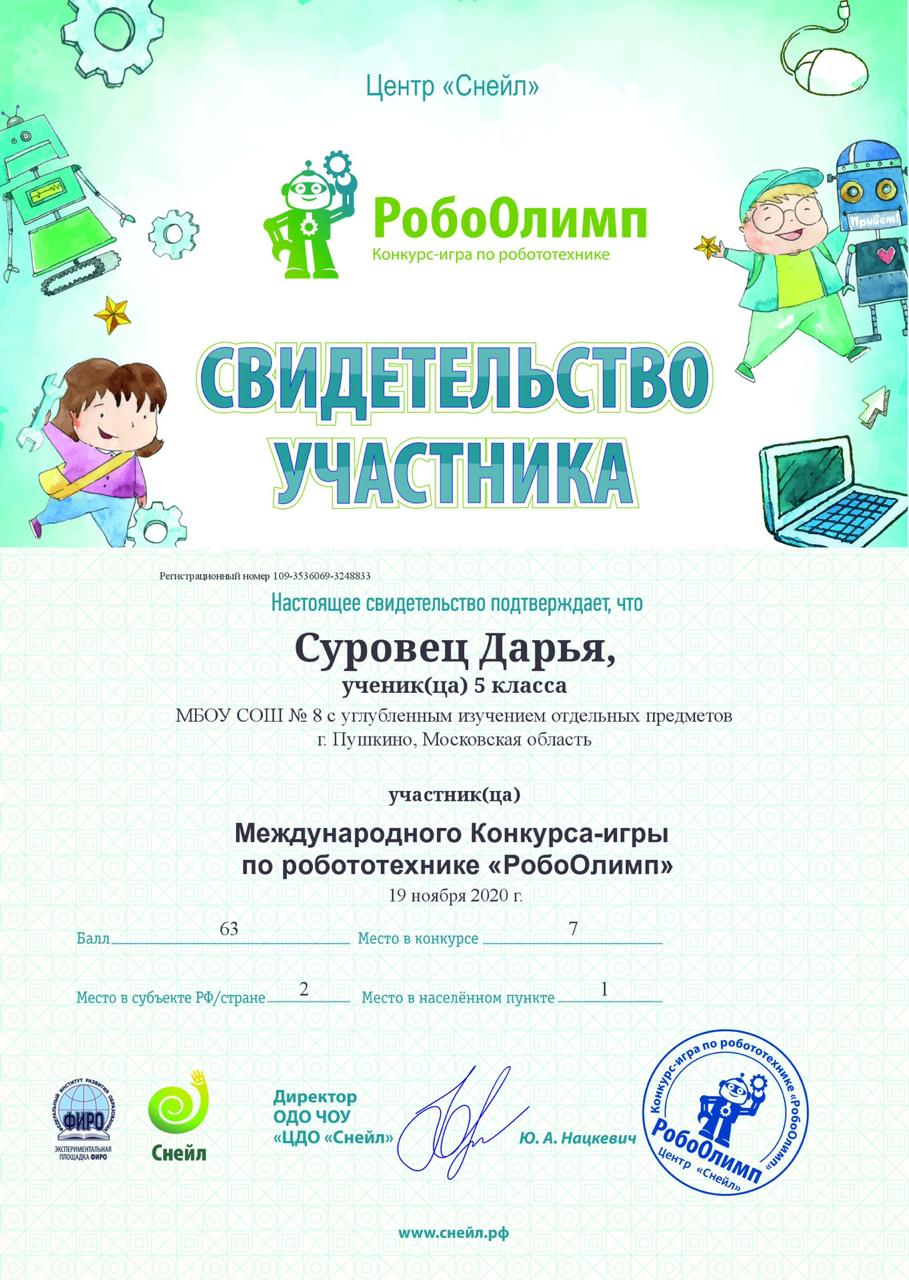 Центр «Снейл»
РобоОлимп
Конкурс-игра по робототехнике
Привет!
СВИДЕТЕЛЬСТВО
УЧАСТНИКА
Регистрационный номер 109-3536069-3248833
Настоящее свидетельство подтверждает, что
Суровец Дарья,
ученик(ца) 5 класса
МБОУ СОШ № 8 с углубленным изучением отдельных предметов
г. Пушкино, Московская область
участник(ца)
Международного Конкурса-игры
по робототехнике «РобоОлимп»
19 ноября 2020 г.
Балл 63 Место в конкурсе 7
Место в субъекте РФ/стране 2 Место в населённом пункте 1
ФЕДЕРАЛЬНЫЙ ИНСТИТУТ РАЗВИТИЯ ОБРАЗОВАНИЯ
ФИРО
ЭКСПЕРИМЕНТАЛЬНАЯ
ПЛОЩАДКА ФИРО
Снейл
Директор
ОДО ЧОУ
«ЦДО «Снейл»
Ю. А. Нацкевич
Конкурс-игра по робототехнике «РобоОлимп»
РобоОлимп
Центр «Снейл»
www.снейл.рф